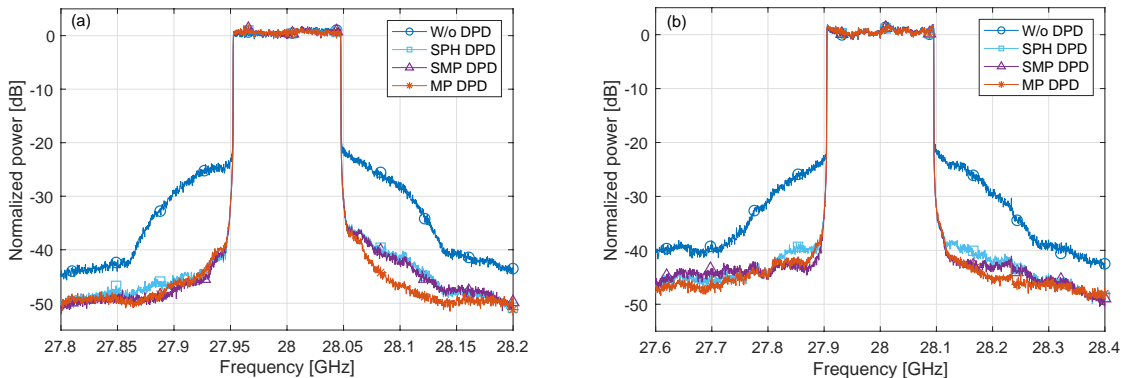 (a)
W/o DPD
SPH DPD
SMP DPD
MP DPD
0
-10
-20
-30
-40
-50
Normalized power [dB]
27.8
27.85
27.9
27.95
28
28.05
28.1
28.15
28.2
Frequency [GHz]
(b)
W/o DPD
SPH DPD
SMP DPD
MP DPD
0
-10
-20
-30
-40
-50
Normalized power [dB]
27.6
27.7
27.8
27.9
28
28.1
28.2
28.3
28.4
Frequency [GHz]